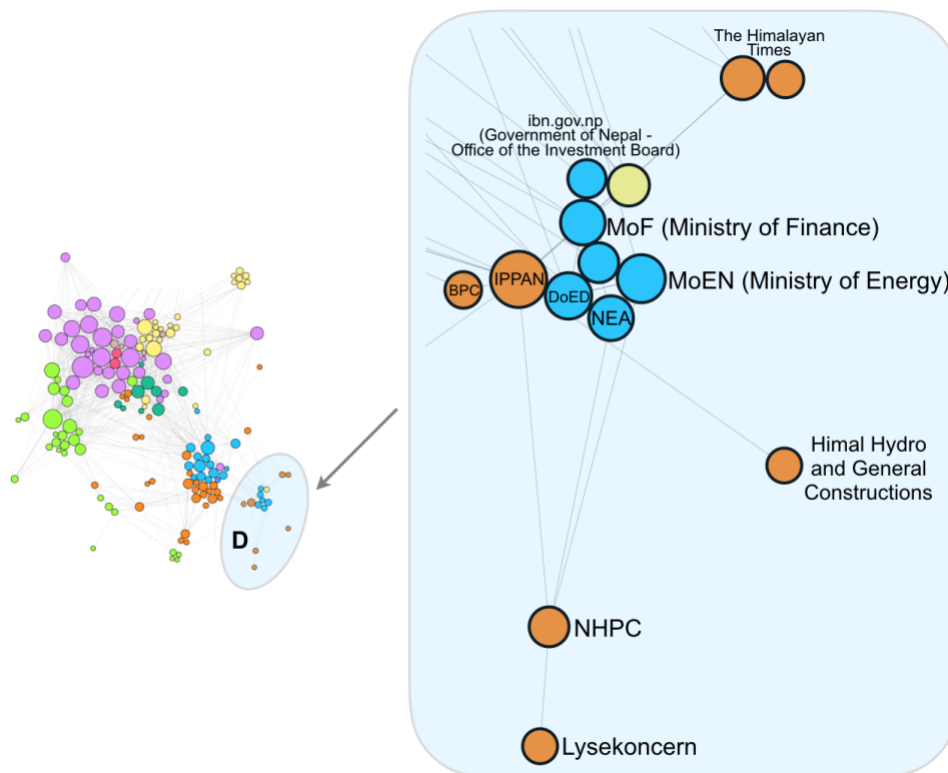 The Himalayan
Times
ibn.gov.np
(Government of Nepal -
Office of the Investment Board)
MoF (Ministry of Finance)
MoEN (Ministry of Energy)
IPPAN
BPC
DoED
NEA
Himal Hydro
and General
Constructions
D
NHPC
Lysekoncern